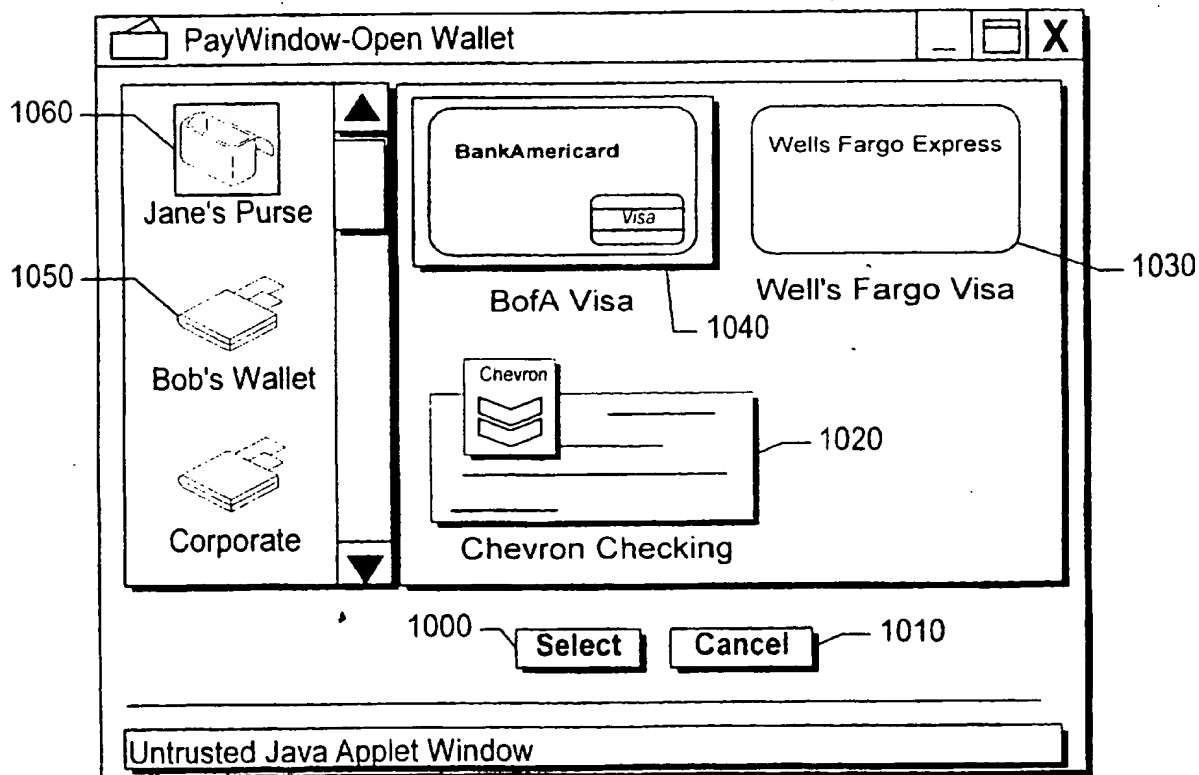 PayWindow-Open Wallet
_ X
1060
Jane's Purse
1050
Bob's Wallet
Corporate
BankAmericard
Visa
BofA Visa
1040
Wells Fargo Express
Well's Fargo Visa
1030
Chevron
1020
Chevron Checking
1000
Select
Cancel
1010
Untrusted Java Applet Window